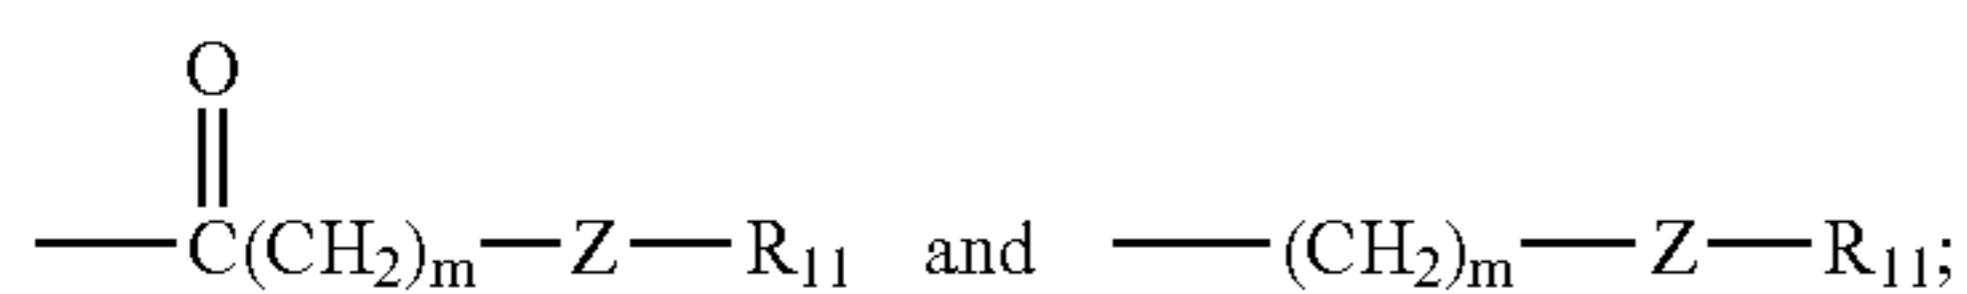 O
—C(CH₂)ₘ—Z—R₁₁ and —(CH₂)ₘ—Z—R₁₁;